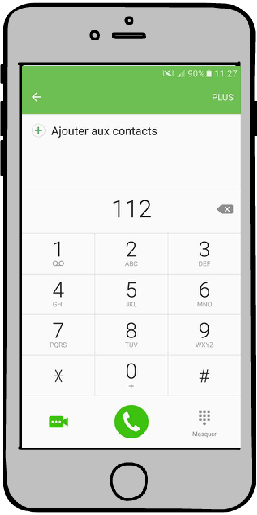 90% 11:27
PLUS
Ajouter aux contacts
112
1 2 3
QO ABC DEF
4 5 6
GHI JKL MNO
7 8 9
PQRS TUV WXYZ
X 0 #
+
Masquer